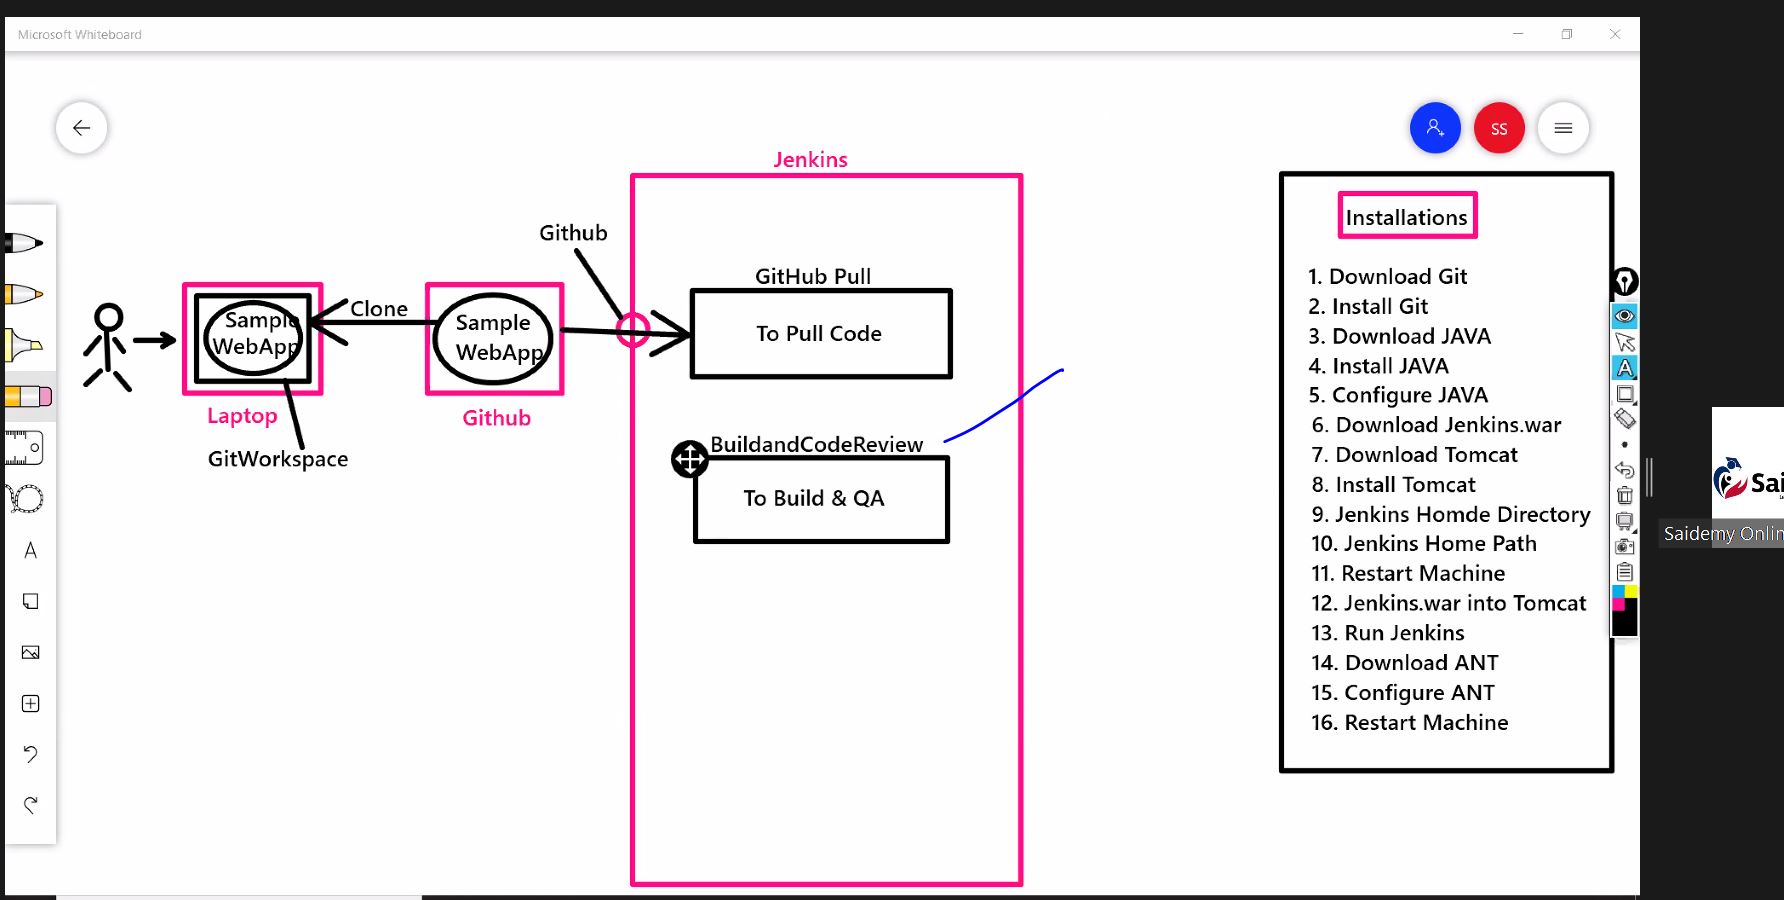 Microsoft Whiteboard
SS
Jenkins
Installations
Github
GitHub Pull
Sample
WebApp
Clone
Sample
WebApp
To Pull Code
Laptop
Github
GitWorkspace
BuildandCodeReview
To Build & QA
1. Download Git
2. Install Git
3. Download JAVA
4. Install JAVA
5. Configure JAVA
6. Download Jenkins.war
7. Download Tomcat
8. Install Tomcat
9. Jenkins Homde Directory
10. Jenkins Home Path
11. Restart Machine
12. Jenkins.war into Tomcat
13. Run Jenkins
14. Download ANT
15. Configure ANT
16. Restart Machine
A
A
Sai
Saidemy Onlin